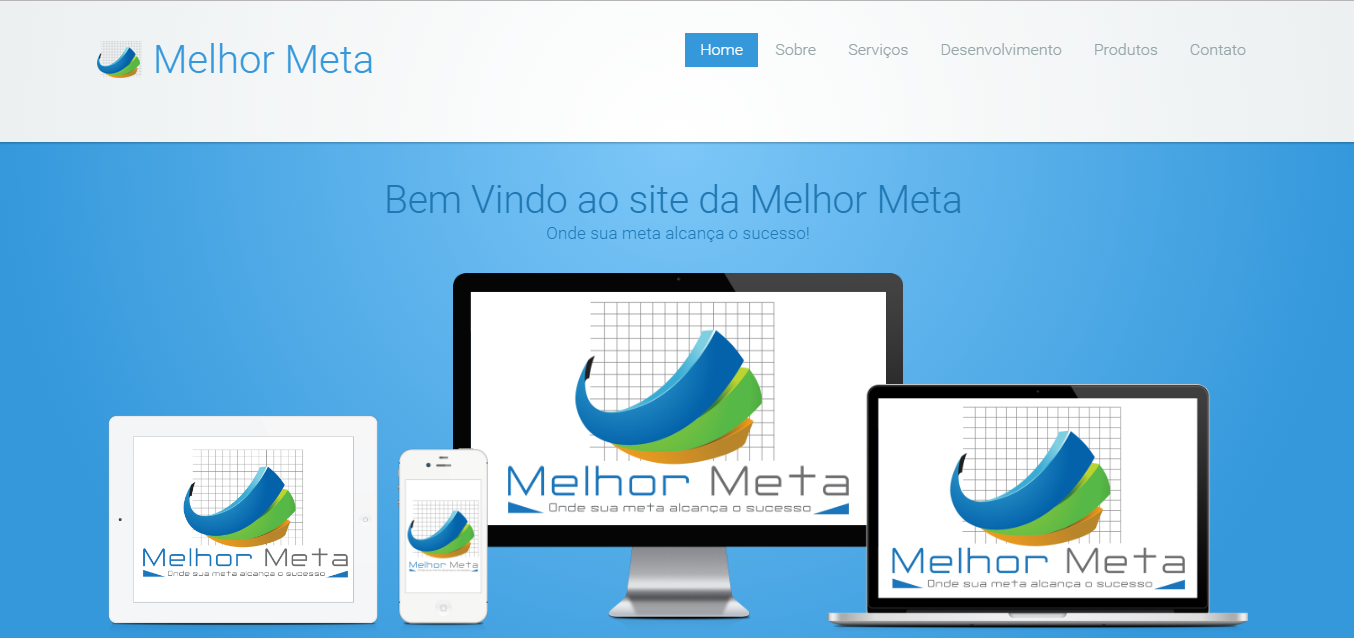 Melhor Meta
Home Sobre Serviços Desenvolvimento Produtos Contato
Bem Vindo ao site da Melhor Meta
Onde sua meta alcança o sucesso!
Melhor Meta
Onde sua meta alcança o sucesso
Melhor Meta
Onde sua meta alcança o sucesso
Melhor Meta
Melhor Meta
Onde sua meta alcança o sucesso